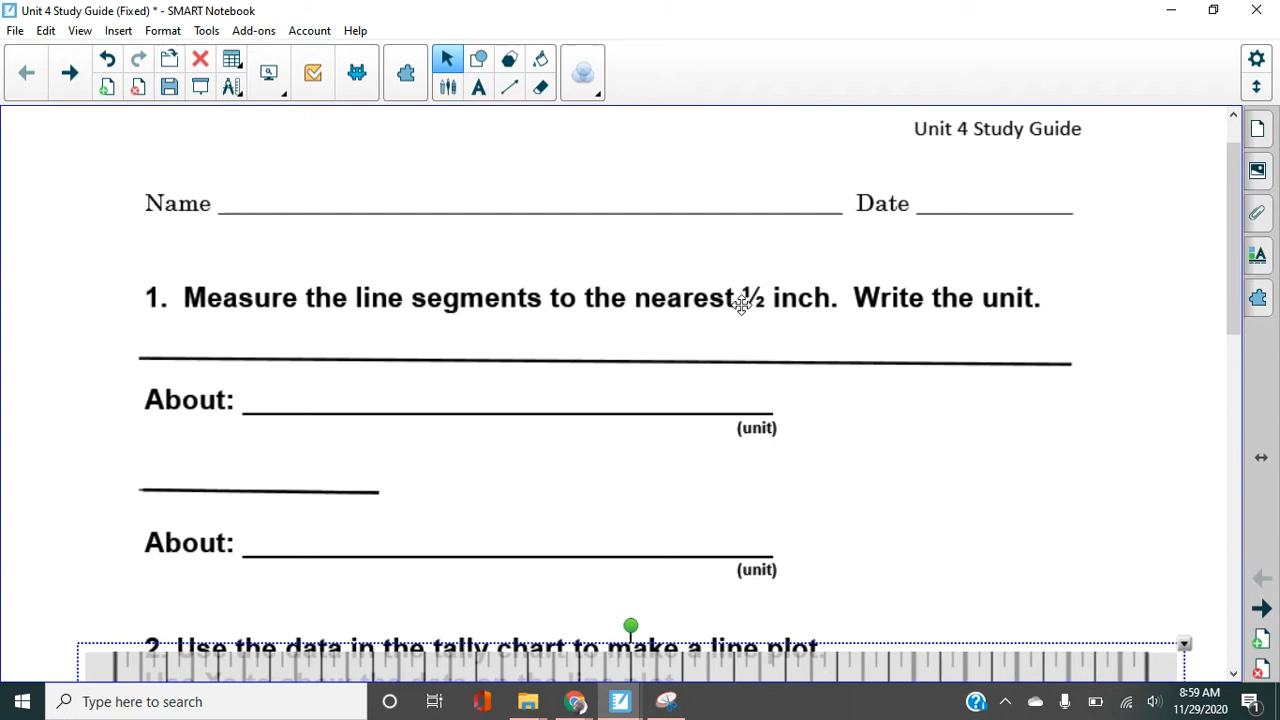 Unit 4 Study Guide (Fixed) * - SMART Notebook
File Edit View Insert Format Tools Add-ons Account Help
Unit 4 Study Guide
Name Date
1. Measure the line segments to the nearest ½ inch. Write the unit.
About:
(unit)
About:
(unit)
2. Use the data in the tally chart to make a line plot.
Type here to search
8:59 AM
11/29/2020